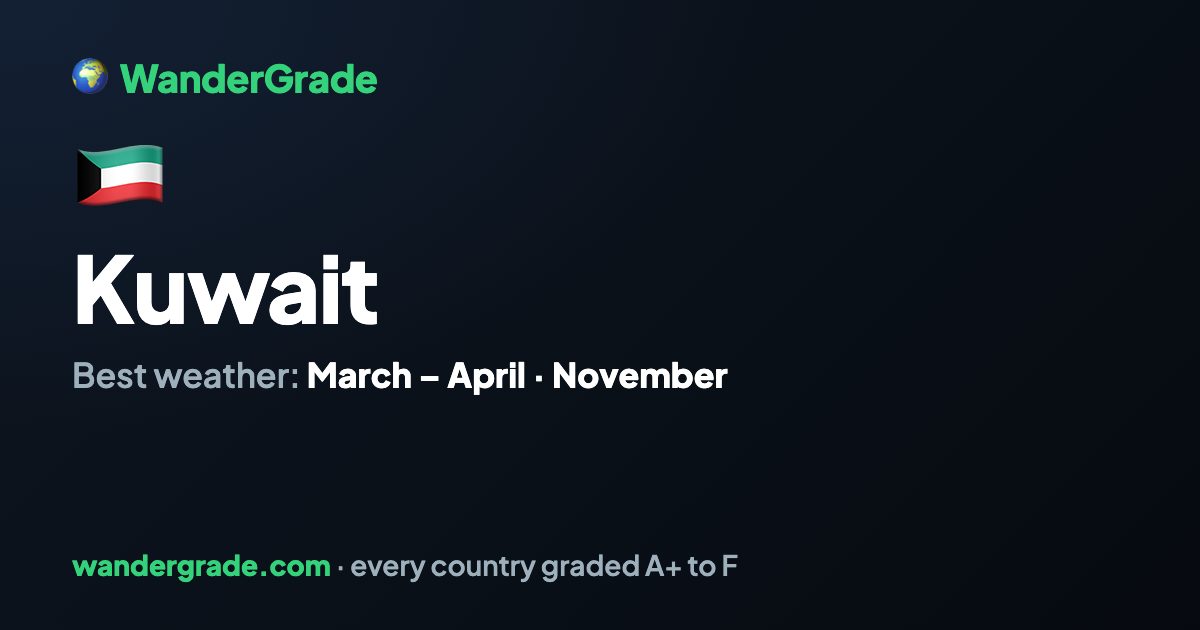 WanderGrade
Kuwait
Best weather: March – April · November
wandergrade.com · every country graded A+ to F